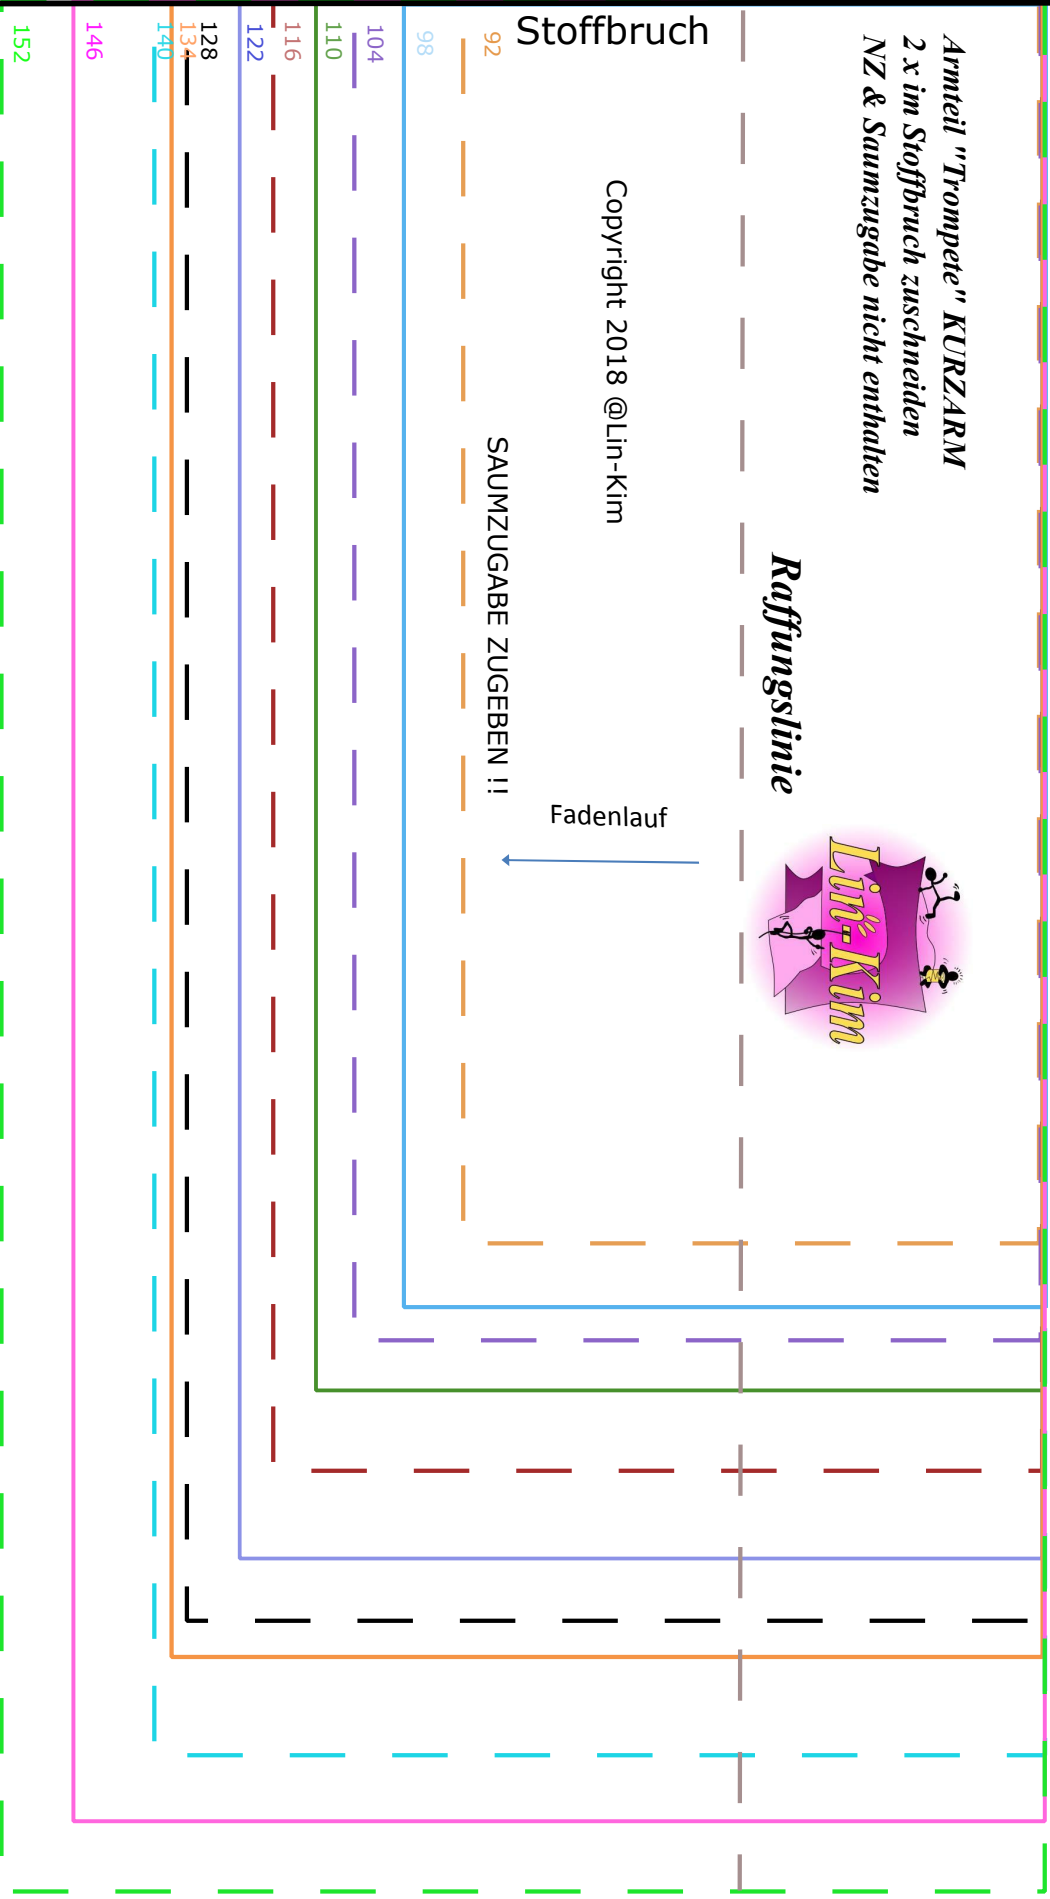 152
146
140
134
128
122
116
110
104
98
92
Stoffbruch
Armteil "Trompete" KURZARM
2 x im Stoffbruch zuschneiden
NZ & Saumzugabe nicht enthalten
Copyright 2018 @Lin-Kim
SAUMZUGABE ZUGEBEN !!
Raffungslinie
Fadenlauf
Lin-Kim